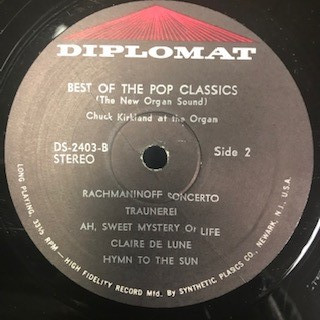 DIPLOMAT
BEST OF THE POP CLASSICS
(The New Organ Sound)
Chuck Kirkland at the Organ
DS-2403-B
STEREO
Side 2
RACHMANINOFF CONCERTO
TRAUNEREI
AH, SWEET MYSTERY OF LIFE
CLAIRE DE LUNE
HYMN TO THE SUN
LONG PLAYING, 33⅓ RPM — HIGH FIDELITY RECORD Mfd. By SYNTHETIC PLASICS CO., NEWARK, N.J., U.S.A.